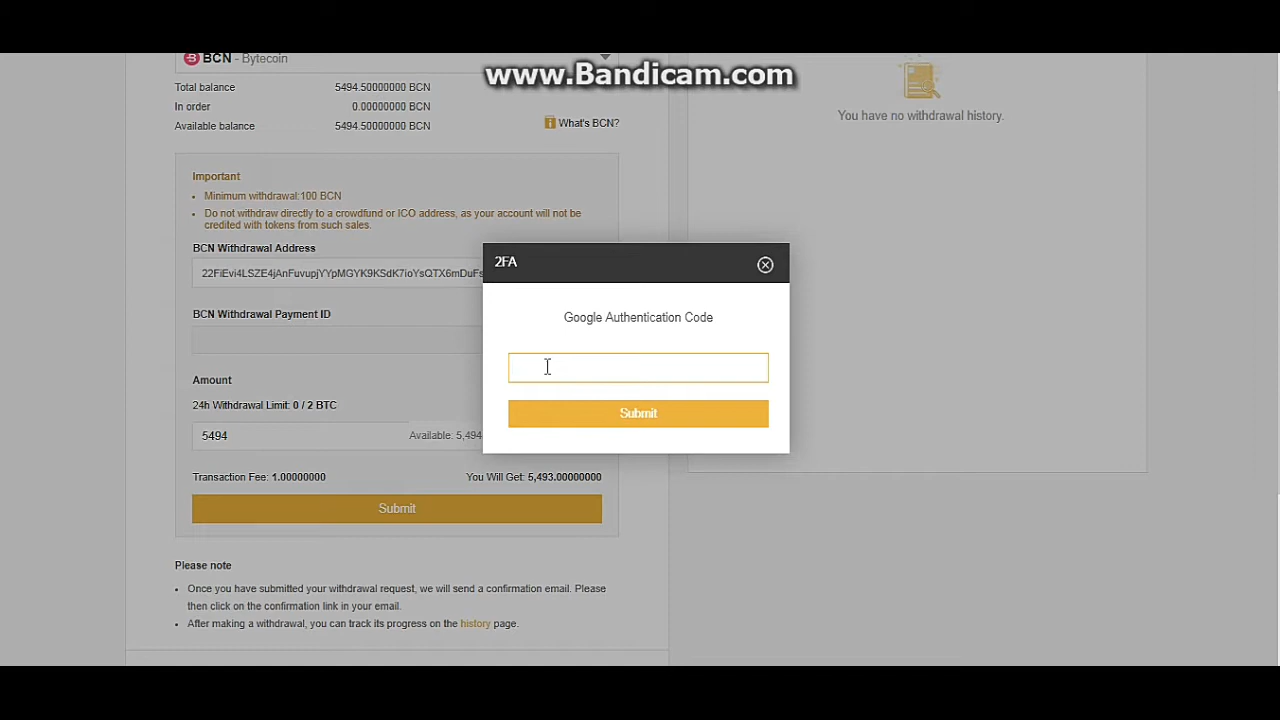 BCN - Bytecoin
www.Bandicam.com
Total balance 5494.50000000 BCN
In order 0.00000000 BCN
Available balance 5494.50000000 BCN
What's BCN?
You have no withdrawal history.
Important
• Minimum withdrawal:100 BCN
• Do not withdraw directly to a crowdfund or ICO address, as your account will not be
credited with tokens from such sales.
BCN Withdrawal Address
22FiEvi4LSZE4jAnFuvupjYYpMGYK9KSdK7ioYsQTX6mDuFs
BCN Withdrawal Payment ID
Amount
24h Withdrawal Limit: 0 / 2 BTC
5494 Available: 5,494
Transaction Fee: 1.00000000 You Will Get: 5,493.00000000
Submit
2FA
Google Authentication Code
Submit
Please note
• Once you have submitted your withdrawal request, we will send a confirmation email. Please
then click on the confirmation link in your email.
• After making a withdrawal, you can track its progress on the history page.